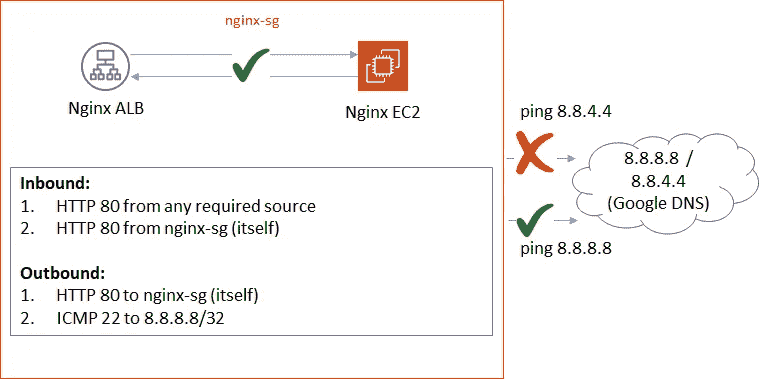 nginx-sg
Nginx ALB
Nginx EC2
ping 8.8.4.4
8.8.8.8 /
8.8.4.4
(Google DNS)
ping 8.8.8.8
Inbound:
1. HTTP 80 from any required source
2. HTTP 80 from nginx-sg (itself)
Outbound:
1. HTTP 80 to nginx-sg (itself)
2. ICMP 22 to 8.8.8.8/32